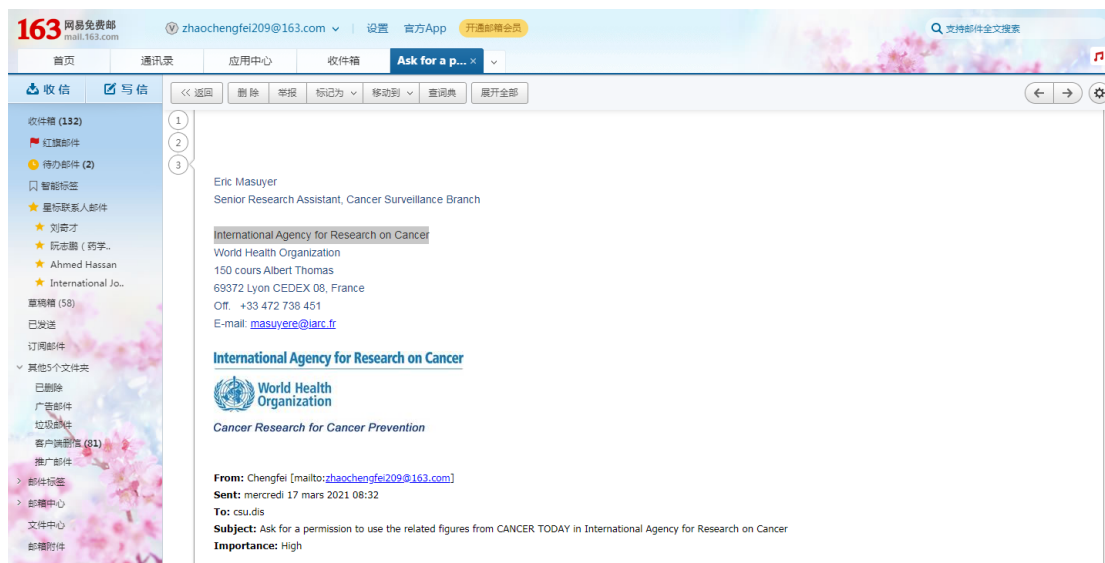 163 网易免费邮
mail.163.com
zhaochengfei209@163.com
设置 官方App 开通邮箱会员
支持邮件全文搜索
首页 通讯录 应用中心 收件箱 Ask for a p... ×
收信 写信
<< 返回 删除 举报 标记为 移动到 查词典 展开全部
收件箱 (132)
红旗邮件
待办邮件 (2)
智能标签
星标联系人邮件
刘奇才
阮志鹏 ( 药学..
Ahmed Hassan
International Jo..
草稿箱 (58)
已发送
订阅邮件
其他5个文件夹
已删除
广告邮件
垃圾邮件
客户端删信 (81)
推广邮件
邮件标签
邮箱中心
文件中心
邮箱附件
1
2
3
Eric Masuyer
Senior Research Assistant, Cancer Surveillance Branch
International Agency for Research on Cancer
World Health Organization
150 cours Albert Thomas
69372 Lyon CEDEX 08, France
Off. +33 472 738 451
E-mail: masuyere@iarc.fr
International Agency for Research on Cancer
World Health
Organization
Cancer Research for Cancer Prevention
From: Chengfei [mailto:zhaochengfei209@163.com]
Sent: mercredi 17 mars 2021 08:32
To: csu.dis
Subject: Ask for a permission to use the related figures from CANCER TODAY in International Agency for Research on Cancer
Importance: High